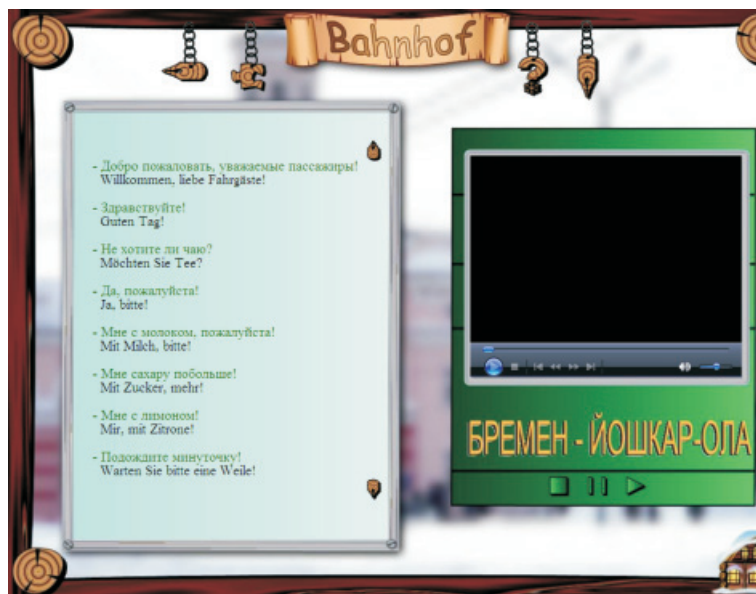 Bahnhof
- Добро пожаловать, уважаемые пассажиры!
Willkommen, liebe Fahrgäste!
- Здравствуйте!
Guten Tag!
- Не хотите ли чаю?
Möchten Sie Tee?
- Да, пожалуйста!
Ja, bitte!
- Мне с молоком, пожалуйста!
Mit Milch, bitte!
- Мне сахару побольше!
Mit Zucker, mehr!
- Мне с лимоном!
Mir, mit Zitrone!
- Подождите минуточку!
Warten Sie bitte eine Weile!
БРЕМЕН - ЙОШКАР-ОЛА